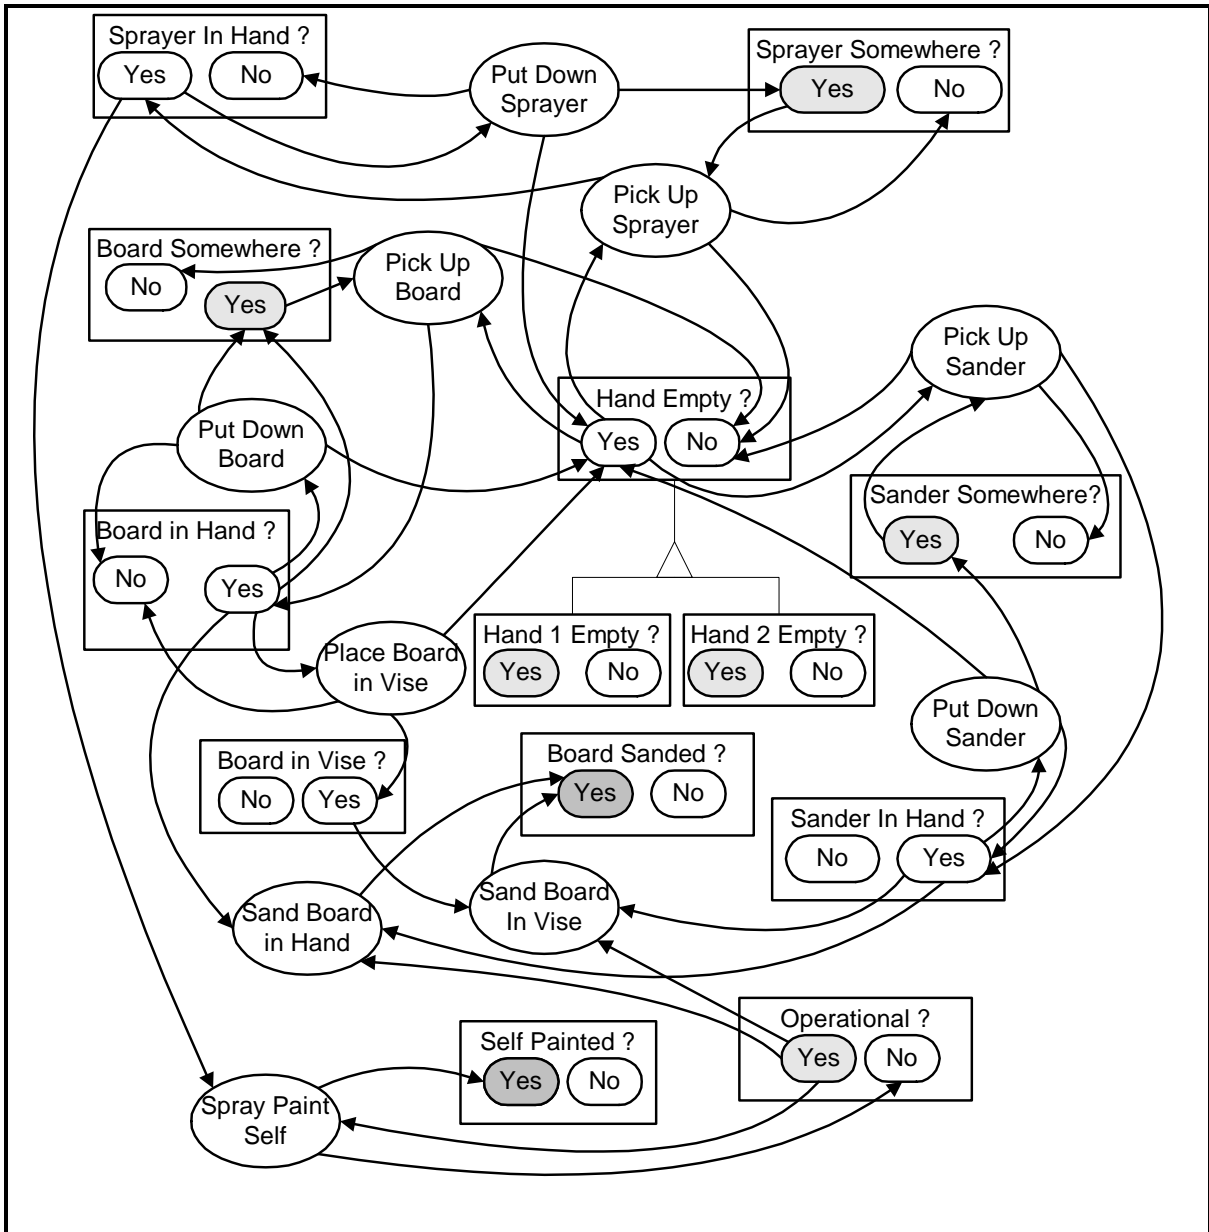 Sprayer In Hand ?
Yes
No
Put Down
Sprayer
Sprayer Somewhere ?
Yes
No
Pick Up
Sprayer
Board Somewhere ?
No
Yes
Pick Up
Board
Pick Up
Sander
Hand Empty ?
Yes
No
Put Down
Board
Sander Somewhere?
Yes
No
Board in Hand ?
No
Yes
Place Board
in Vise
Hand 1 Empty ?
Yes
No
Hand 2 Empty ?
Yes
No
Put Down
Sander
Board in Vise ?
No
Yes
Board Sanded ?
Yes
No
Sander In Hand ?
No
Yes
Sand Board
in Hand
Sand Board
In Vise
Operational ?
Yes
No
Self Painted ?
Yes
No
Spray Paint
Self